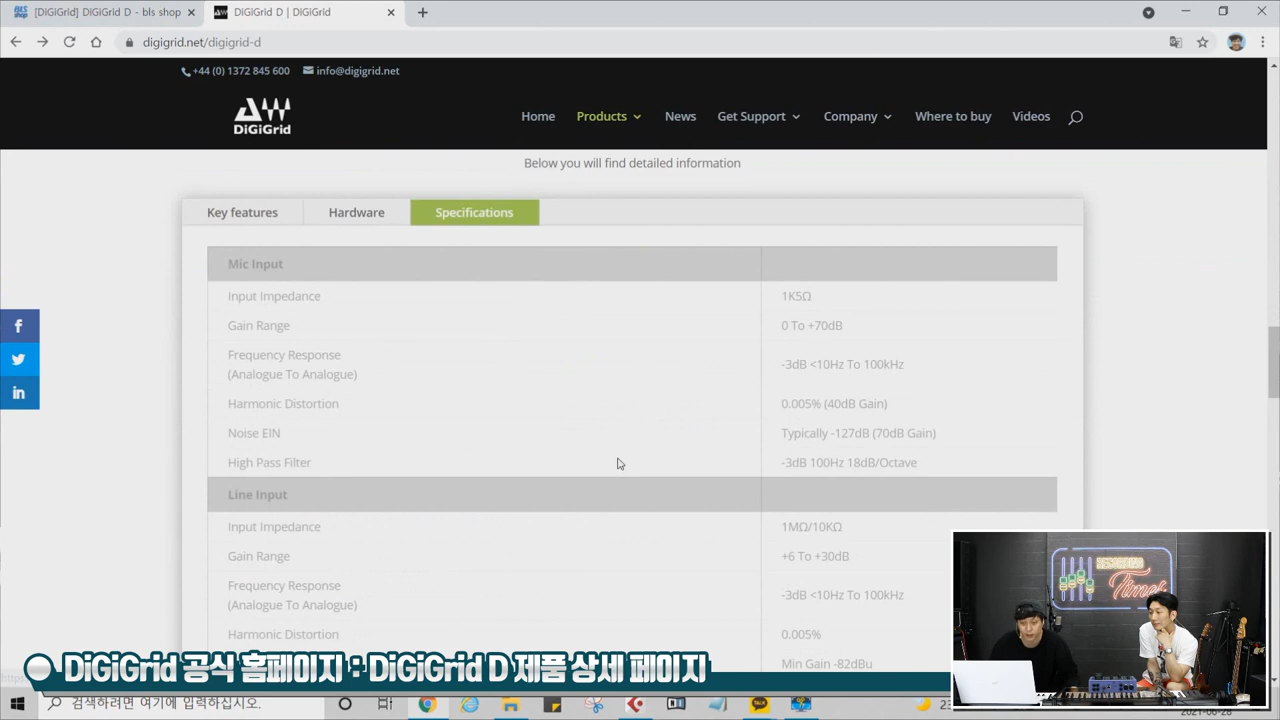 [DiGiGrid] DiGiGrid D - bls shop
DiGiGrid D | DiGiGrid
digigrid.net/digigrid-d
+44 (0) 1372 845 600
info@digigrid.net
DiGiGrid
Home
Products
News
Get Support
Company
Where to buy
Videos
Below you will find detailed information
Key features
Hardware
Specifications
Mic Input
Input Impedance
1K5Ω
Gain Range
0 To +70dB
Frequency Response
(Analogue To Analogue)
-3dB <10Hz To 100kHz
Harmonic Distortion
0.005% (40dB Gain)
Noise EIN
Typically -127dB (70dB Gain)
High Pass Filter
-3dB 100Hz 18dB/Octave
Line Input
Input Impedance
1MΩ/10KΩ
Gain Range
+6 To +30dB
Frequency Response
(Analogue To Analogue)
-3dB <10Hz To 100kHz
Harmonic Distortion
0.005%
Min Gain -82dBu
RECORDING
Times
DiGiGrid 공식 홈페이지 : DiGiGrid D 제품 상세 페이지
검색하려면 여기에 입력하십시오.
2021-06-28